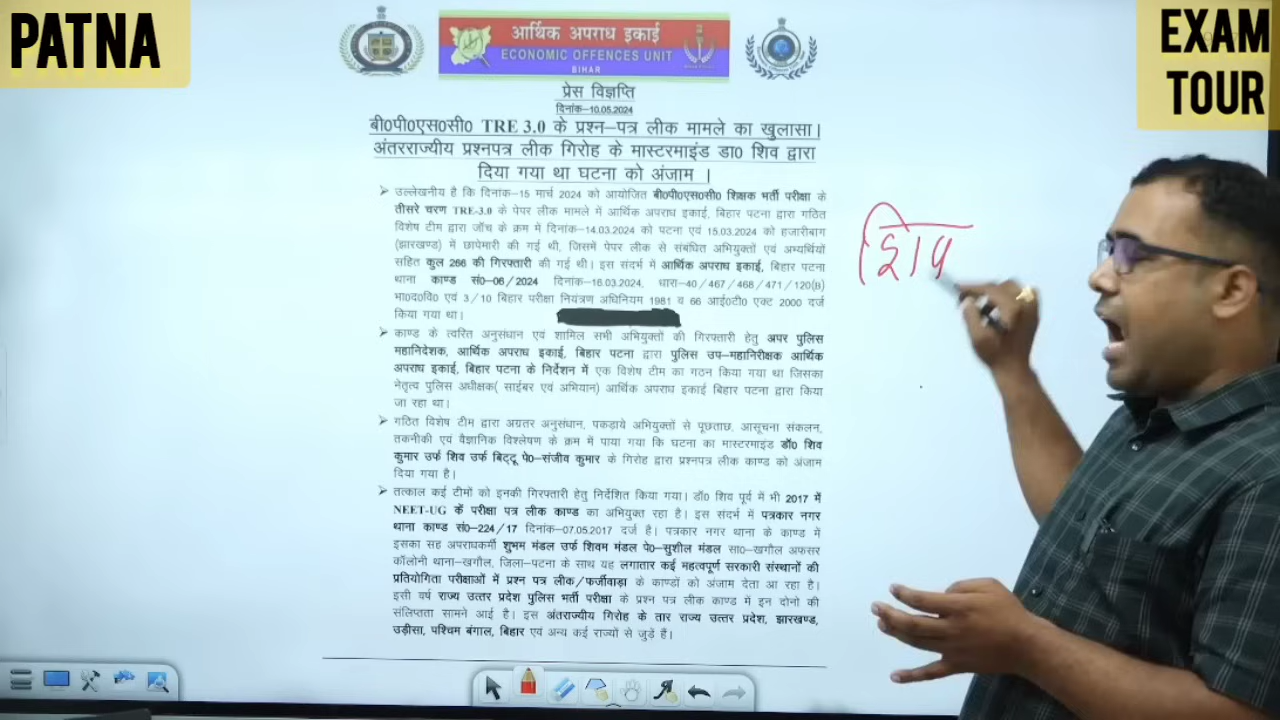 PATNA
EXAM
TOUR
आर्थिक अपराध इकाई
ECONOMIC OFFENCES UNIT
BIHAR
प्रेस विज्ञप्ति
दिनांक–10.05.2024
बी0पी0एस0सी0 TRE 3.0 के प्रश्न–पत्र लीक मामले का खुलासा।
अंतरराज्यीय प्रश्नपत्र लीक गिरोह के मास्टरमाइंड डा0 शिव द्वारा
दिया गया था घटना को अंजाम ।
➢ उल्लेखनीय है कि दिनांक–15 मार्च 2024 को आयोजित बी0पी0एस0सी0 शिक्षक भर्ती परीक्षा के
तीसरे चरण TRE-3.0 के पेपर लीक मामले में आर्थिक अपराध इकाई, बिहार पटना द्वारा गठित
विशेष टीम द्वारा जाँच के क्रम में दिनांक–14.03.2024 को पटना एवं 15.03.2024 को हजारीबाग
(झारखण्ड) में छापेमारी की गई थी, जिसमें पेपर लीक से संबंधित अभियुक्तों एवं अभ्यर्थियों
सहित कुल 266 की गिरफ्तारी की गई थी। इस संदर्भ में आर्थिक अपराध इकाई, बिहार पटना
थाना काण्ड सं0–06/2024 दिनांक–16.03.2024, धारा–40/467/468/471/120(B)
भा0द0वि0 एवं 3/10 बिहार परीक्षा नियंत्रण अधिनियम 1981 व 66 आई0टी0 एक्ट 2000 दर्ज
किया गया था।
➢ काण्ड के त्वरित अनुसंधान एवं शामिल सभी अभियुक्तों की गिरफ्तारी हेतु अपर पुलिस
महानिदेशक, आर्थिक अपराध इकाई, बिहार पटना द्वारा पुलिस उप–महानिरीक्षक आर्थिक
अपराध इकाई, बिहार पटना के निर्देशन में एक विशेष टीम का गठन किया गया था जिसका
नेतृत्व पुलिस अधीक्षक( साईबर एवं अभियान) आर्थिक अपराध इकाई बिहार पटना द्वारा किया
जा रहा था।
➢ गठित विशेष टीम द्वारा अग्रतर अनुसंधान, पकड़ाये अभियुक्तों से पूछताछ, आसूचना संकलन,
तकनीकी एवं वैज्ञानिक विश्लेषण के क्रम में पाया गया कि घटना का मास्टरमाइंड डॉ0 शिव
कुमार उर्फ शिव उर्फ बिट्टू पे0–संजीव कुमार के गिरोह द्वारा प्रश्नपत्र लीक काण्ड को अंजाम
दिया गया है।
➢ तत्काल कई टीमों को इनकी गिरफ्तारी हेतु निर्देशित किया गया। डॉ0 शिव पूर्व में भी 2017 में
NEET-UG के परीक्षा पत्र लीक काण्ड का अभियुक्त रहा है। इस संदर्भ में पत्रकार नगर
थाना काण्ड सं0–224/17 दिनांक–07.05.2017 दर्ज है। पत्रकार नगर थाना के काण्ड में
इसका सह अपराधकर्मी शुभम मंडल उर्फ शिवम मंडल पे0–सुशील मंडल सा0–खगौल अफसर
कॉलोनी थाना–खगौल, जिला–पटना के साथ यह लगातार कई महत्वपूर्ण सरकारी संस्थानों की
प्रतियोगिता परीक्षाओं में प्रश्न पत्र लीक/फर्जीवाड़ा के काण्डों को अंजाम देता आ रहा है।
इसी वर्ष राज्य उत्तर प्रदेश पुलिस भर्ती परीक्षा के प्रश्न पत्र लीक काण्ड में इन दोनो की
संलिप्तता सामने आई है। इस अंतराज्यीय गिरोह के तार राज्य उत्तर प्रदेश, झारखण्ड,
उड़ीसा, पश्चिम बंगाल, बिहार एवं अन्य कई राज्यों से जुड़ें हैं।
शिव